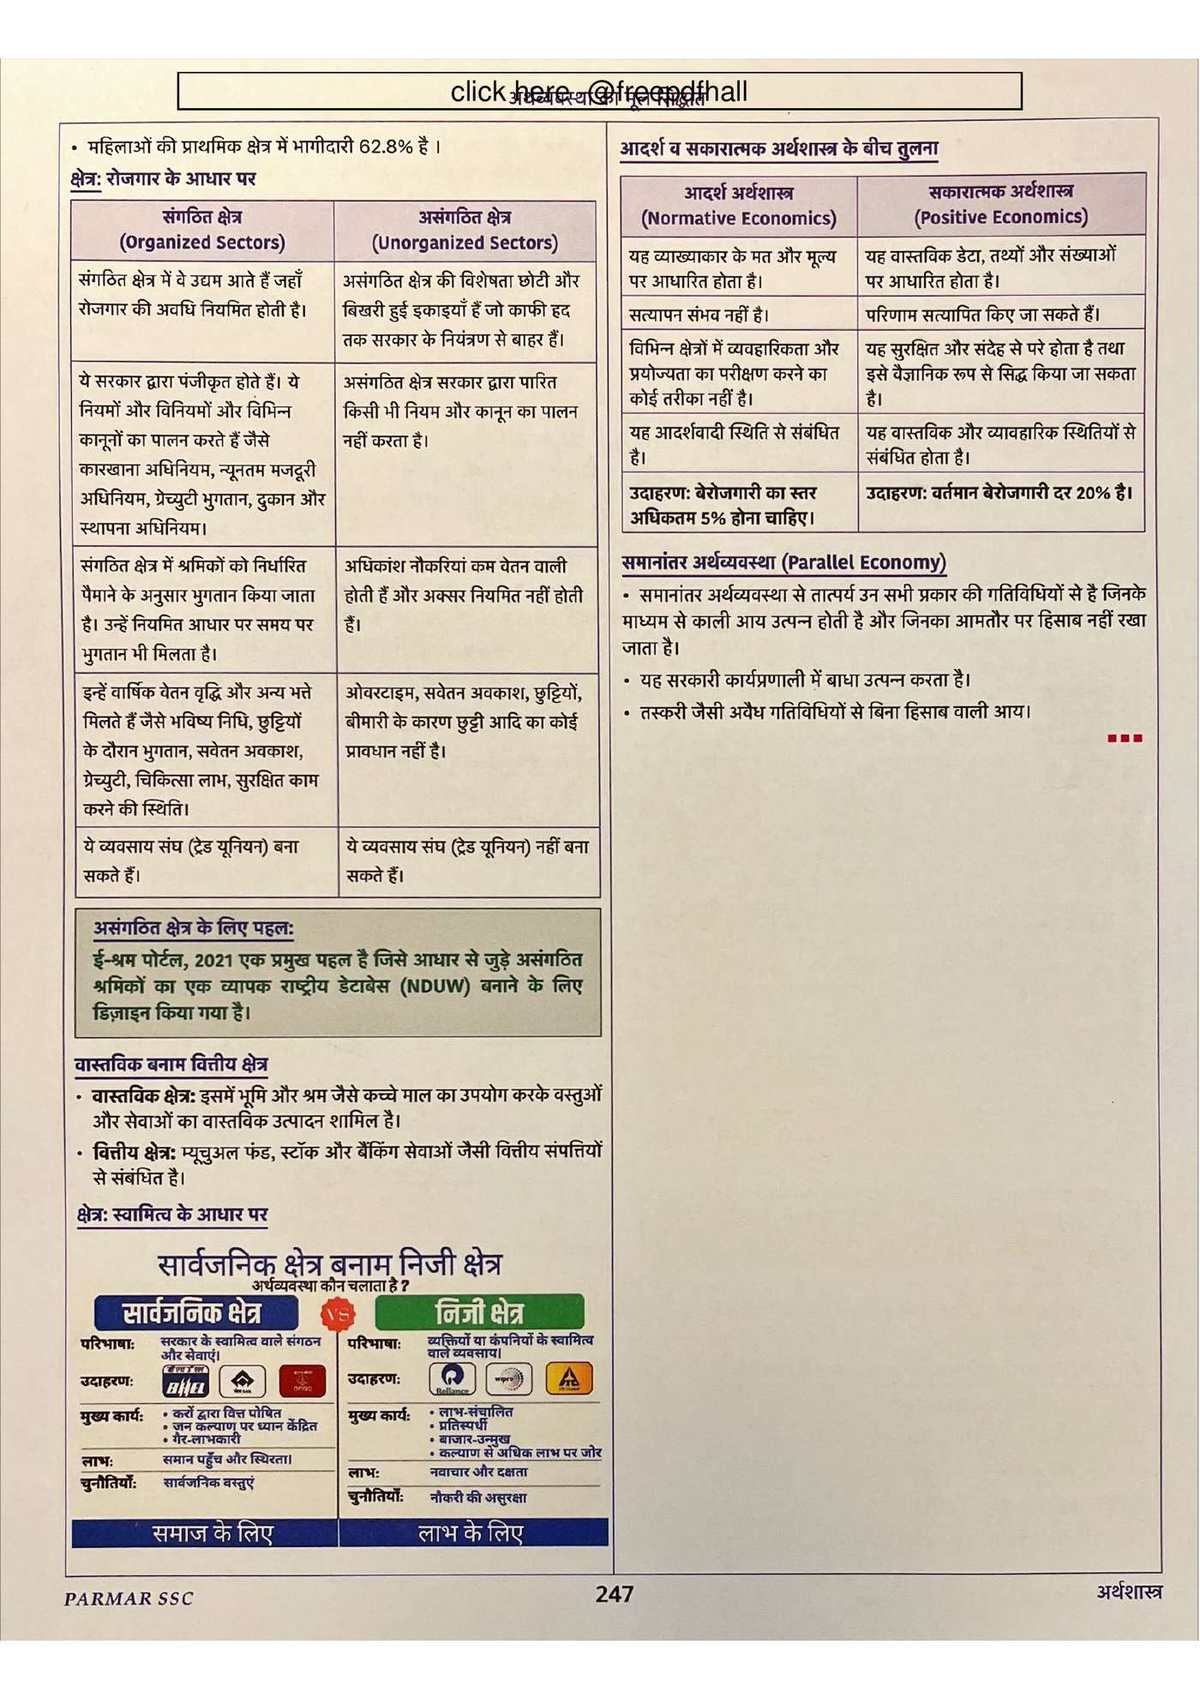 click here @freepdfhall
अर्थव्यवस्था का मूल सिद्धांत
• महिलाओं की प्राथमिक क्षेत्र में भागीदारी 62.8% है ।
क्षेत्र: रोजगार के आधार पर
संगठित क्षेत्र
(Organized Sectors)
असंगठित क्षेत्र
(Unorganized Sectors)
संगठित क्षेत्र में वे उद्यम आते हैं जहाँ
रोजगार की अवधि नियमित होती है।
असंगठित क्षेत्र की विशेषता छोटी और
बिखरी हुई इकाइयाँ हैं जो काफी हद
तक सरकार के नियंत्रण से बाहर हैं।
ये सरकार द्वारा पंजीकृत होते हैं। ये
नियमों और विनियमों और विभिन्न
कानूनों का पालन करते हैं जैसे
कारखाना अधिनियम, न्यूनतम मजदूरी
अधिनियम, ग्रेच्युटी भुगतान, दुकान और
स्थापना अधिनियम।
असंगठित क्षेत्र सरकार द्वारा पारित
किसी भी नियम और कानून का पालन
नहीं करता है।
संगठित क्षेत्र में श्रमिकों को निर्धारित
पैमाने के अनुसार भुगतान किया जाता
है। उन्हें नियमित आधार पर समय पर
भुगतान भी मिलता है।
अधिकांश नौकरियां कम वेतन वाली
होती हैं और अक्सर नियमित नहीं होती
हैं।
इन्हें वार्षिक वेतन वृद्धि और अन्य भत्ते
मिलते हैं जैसे भविष्य निधि, छुट्टियों
के दौरान भुगतान, सवेतन अवकाश,
ग्रेच्युटी, चिकित्सा लाभ, सुरक्षित काम
करने की स्थिति।
ओवरटाइम, सवेतन अवकाश, छुट्टियों,
बीमारी के कारण छुट्टी आदि का कोई
प्रावधान नहीं है।
ये व्यवसाय संघ (ट्रेड यूनियन) बना
सकते हैं।
ये व्यवसाय संघ (ट्रेड यूनियन) नहीं बना
सकते हैं।
असंगठित क्षेत्र के लिए पहल:
ई-श्रम पोर्टल, 2021 एक प्रमुख पहल है जिसे आधार से जुड़े असंगठित
श्रमिकों का एक व्यापक राष्ट्रीय डेटाबेस (NDUW) बनाने के लिए
डिज़ाइन किया गया है।
वास्तविक बनाम वित्तीय क्षेत्र
• वास्तविक क्षेत्र: इसमें भूमि और श्रम जैसे कच्चे माल का उपयोग करके वस्तुओं
और सेवाओं का वास्तविक उत्पादन शामिल है।
• वित्तीय क्षेत्र: म्यूचुअल फंड, स्टॉक और बैंकिंग सेवाओं जैसी वित्तीय संपत्तियों
से संबंधित है।
क्षेत्र: स्वामित्व के आधार पर
सार्वजनिक क्षेत्र बनाम निजी क्षेत्र
अर्थव्यवस्था कौन चलाता है ?
सार्वजनिक क्षेत्र
VS
निजी क्षेत्र
परिभाषा: सरकार के स्वामित्व वाले संगठन
और सेवाएं।
उदाहरण:
BHEL
मुख्य कार्य: • करों द्वारा वित्त पोषित
• जन कल्याण पर ध्यान केंद्रित
• गैर-लाभकारी
लाभ: समान पहुँच और स्थिरता।
चुनौतियाँ: सार्वजनिक वस्तुएं
समाज के लिए
परिभाषा: व्यक्तियों या कंपनियों के स्वामित्व
वाले व्यवसाय।
उदाहरण:
Reliance
wipro
मुख्य कार्य: • लाभ-संचालित
• प्रतिस्पर्धी
• बाजार-उन्मुख
• कल्याण से अधिक लाभ पर जोर
लाभ: नवाचार और दक्षता
चुनौतियाँ: नौकरी की असुरक्षा
लाभ के लिए
आदर्श व सकारात्मक अर्थशास्त्र के बीच तुलना
आदर्श अर्थशास्त्र
(Normative Economics)
सकारात्मक अर्थशास्त्र
(Positive Economics)
यह व्याख्याकार के मत और मूल्य
पर आधारित होता है।
यह वास्तविक डेटा, तथ्यों और संख्याओं
पर आधारित होता है।
सत्यापन संभव नहीं है।
परिणाम सत्यापित किए जा सकते हैं।
विभिन्न क्षेत्रों में व्यवहारिकता और
प्रयोज्यता का परीक्षण करने का
कोई तरीका नहीं है।
यह सुरक्षित और संदेह से परे होता है तथा
इसे वैज्ञानिक रूप से सिद्ध किया जा सकता
है।
यह आदर्शवादी स्थिति से संबंधित
है।
यह वास्तविक और व्यावहारिक स्थितियों से
संबंधित होता है।
उदाहरण: बेरोजगारी का स्तर
अधिकतम 5% होना चाहिए।
उदाहरण: वर्तमान बेरोजगारी दर 20% है।
समानांतर अर्थव्यवस्था (Parallel Economy)
• समानांतर अर्थव्यवस्था से तात्पर्य उन सभी प्रकार की गतिविधियों से है जिनके
माध्यम से काली आय उत्पन्न होती है और जिनका आमतौर पर हिसाब नहीं रखा
जाता है।
• यह सरकारी कार्यप्रणाली में बाधा उत्पन्न करता है।
• तस्करी जैसी अवैध गतिविधियों से बिना हिसाब वाली आय।
PARMAR SSC
247
अर्थशास्त्र